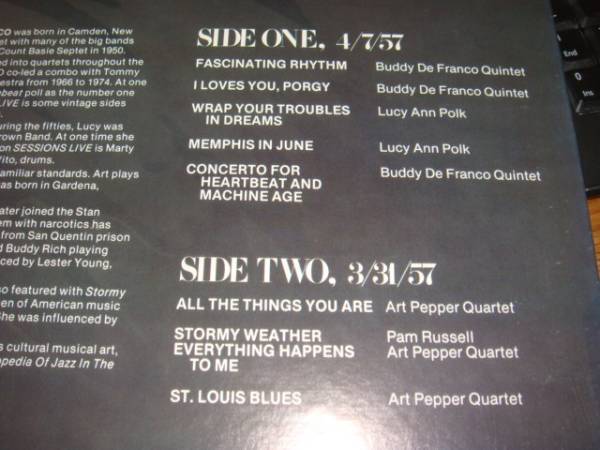 CO was born in Camden, New
et with many of the big bands
Count Basie Septet in 1950.
ed into quartets throughout the
O co-led a combo with Tommy
estra from 1966 to 1974. At one
beat poll as the number one
LIVE is some vintage sides
uring the fifties, Lucy was
rown Band. At one time she
on SESSIONS LIVE is Marty
ito, drums.
amiliar standards. Art plays
as born in Gardena,
ater joined the Stan
em with narcotics has
from San Quentin prison
d Buddy Rich playing
ced by Lester Young,
so featured with Stormy
en of American music
he was influenced by
s cultural musical art,
pedia Of Jazz In The
SIDE ONE, 4/7/57
FASCINATING RHYTHM Buddy De Franco Quintet
I LOVES YOU, PORGY Buddy De Franco Quintet
WRAP YOUR TROUBLES Lucy Ann Polk
IN DREAMS
MEMPHIS IN JUNE Lucy Ann Polk
CONCERTO FOR Buddy De Franco Quintet
HEARTBEAT AND
MACHINE AGE
SIDE TWO, 3/31/57
ALL THE THINGS YOU ARE Art Pepper Quartet
STORMY WEATHER Pam Russell
EVERYTHING HAPPENS Art Pepper Quartet
TO ME
ST. LOUIS BLUES Art Pepper Quartet
End
0
Ins